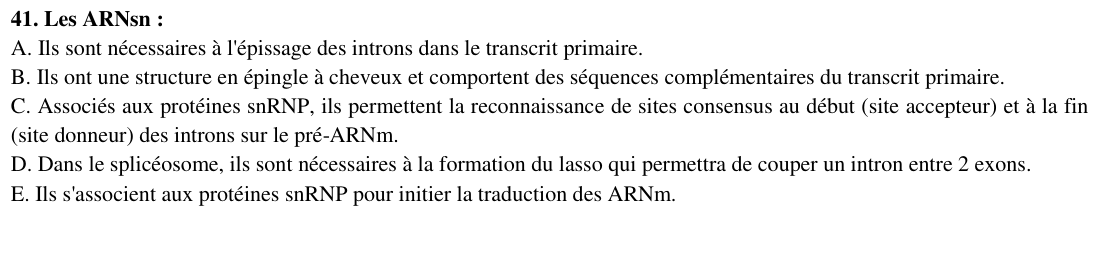 41. Les ARNsn :
A. Ils sont nécessaires à l'épissage des introns dans le transcrit primaire.
B. Ils ont une structure en épingle à cheveux et comportent des séquences complémentaires du transcrit primaire.
C. Associés aux protéines snRNP, ils permettent la reconnaissance de sites consensus au début (site accepteur) et à la fin
(site donneur) des introns sur le pré-ARNm.
D. Dans le splicéosome, ils sont nécessaires à la formation du lasso qui permettra de couper un intron entre 2 exons.
E. Ils s'associent aux protéines snRNP pour initier la traduction des ARNm.